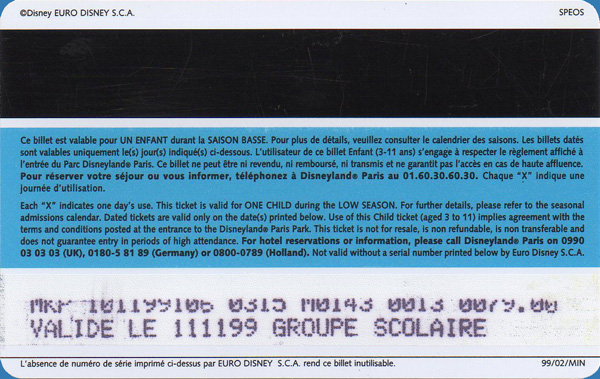 ©Disney EURO DISNEY S.C.A. SPEOS
Ce billet est valable pour UN ENFANT durant la SAISON BASSE. Pour plus de détails, veuillez consulter le calendrier des saisons. Les billets datés
sont valables uniquement le(s) jour(s) indiqué(s) ci-dessous. L'utilisateur de ce billet Enfant (3-11 ans) s'engage à respecter le règlement affiché à
l'entrée du Parc Disneyland® Paris. Ce billet ne peut être ni revendu, ni remboursé, ni transmis et ne garantit pas l'accès en cas de haute affluence.
Pour réserver votre séjour ou vous informer, téléphonez à Disneyland® Paris au 01.60.30.60.30. Chaque "X" indique une
journée d'utilisation.
Each "X" indicates one day's use. This ticket is valid for ONE CHILD during the LOW SEASON. For further details, please refer to the seasonal
admissions calendar. Dated tickets are valid only on the date(s) printed below. Use of this Child ticket (aged 3 to 11) implies agreement with the
terms and conditions posted at the entrance to the Disneyland® Paris Park. This ticket is not for resale, is non refundable, is non transferable and
does not guarantee entry in periods of high attendance. For hotel reservations or information, please call Disneyland® Paris on 0990
03 03 03 (UK), 0180-5 81 89 (Germany) or 0800-0789 (Holland). Not valid without a serial number printed below by Euro Disney S.C.A.
101199106 0315 M0143 0013 0079.00
VALIDE LE 111199 GROUPE SCOLAIRE
L'absence de numéro de série imprimé ci-dessus par EURO DISNEY S.C.A. rend ce billet inutilisable. 99/02/MIN